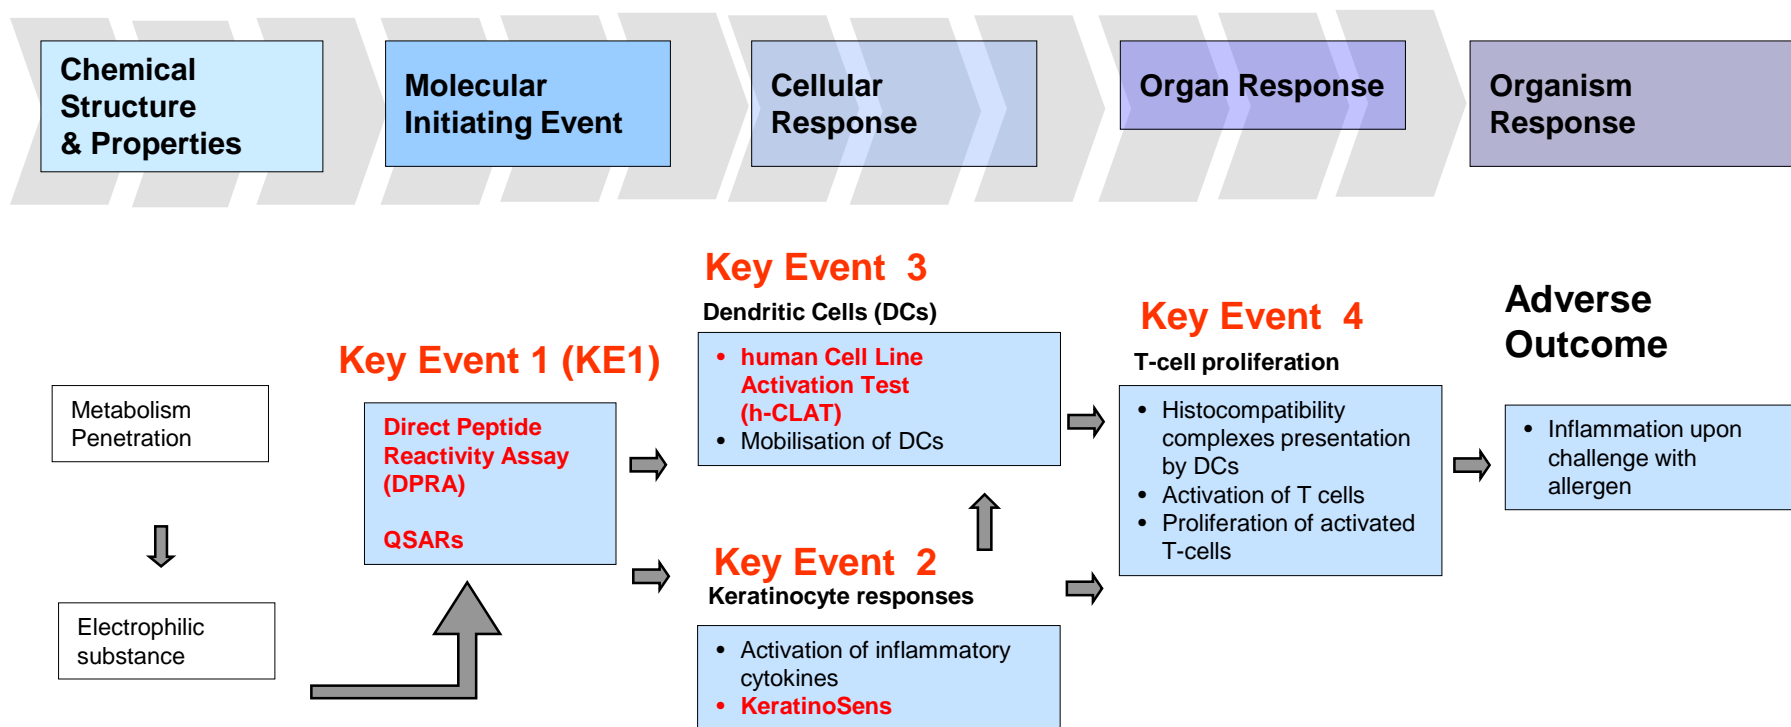 Chemical
Structure
& Properties
Molecular
Initiating Event
Cellular
Response
Organ Response
Organism
Response
Metabolism
Penetration
Electrophilic
substance
Key Event 1 (KE1)
Direct Peptide
Reactivity Assay
(DPRA)
QSARs
Key Event 3
Dendritic Cells (DCs)
• human Cell Line
Activation Test
(h-CLAT)
• Mobilisation of DCs
Key Event 2
Keratinocyte responses
• Activation of inflammatory
cytokines
• KeratinoSens
Key Event 4
T-cell proliferation
• Histocompatibility
complexes presentation
by DCs
• Activation of T cells
• Proliferation of activated
T-cells
Adverse
Outcome
• Inflammation upon
challenge with
allergen